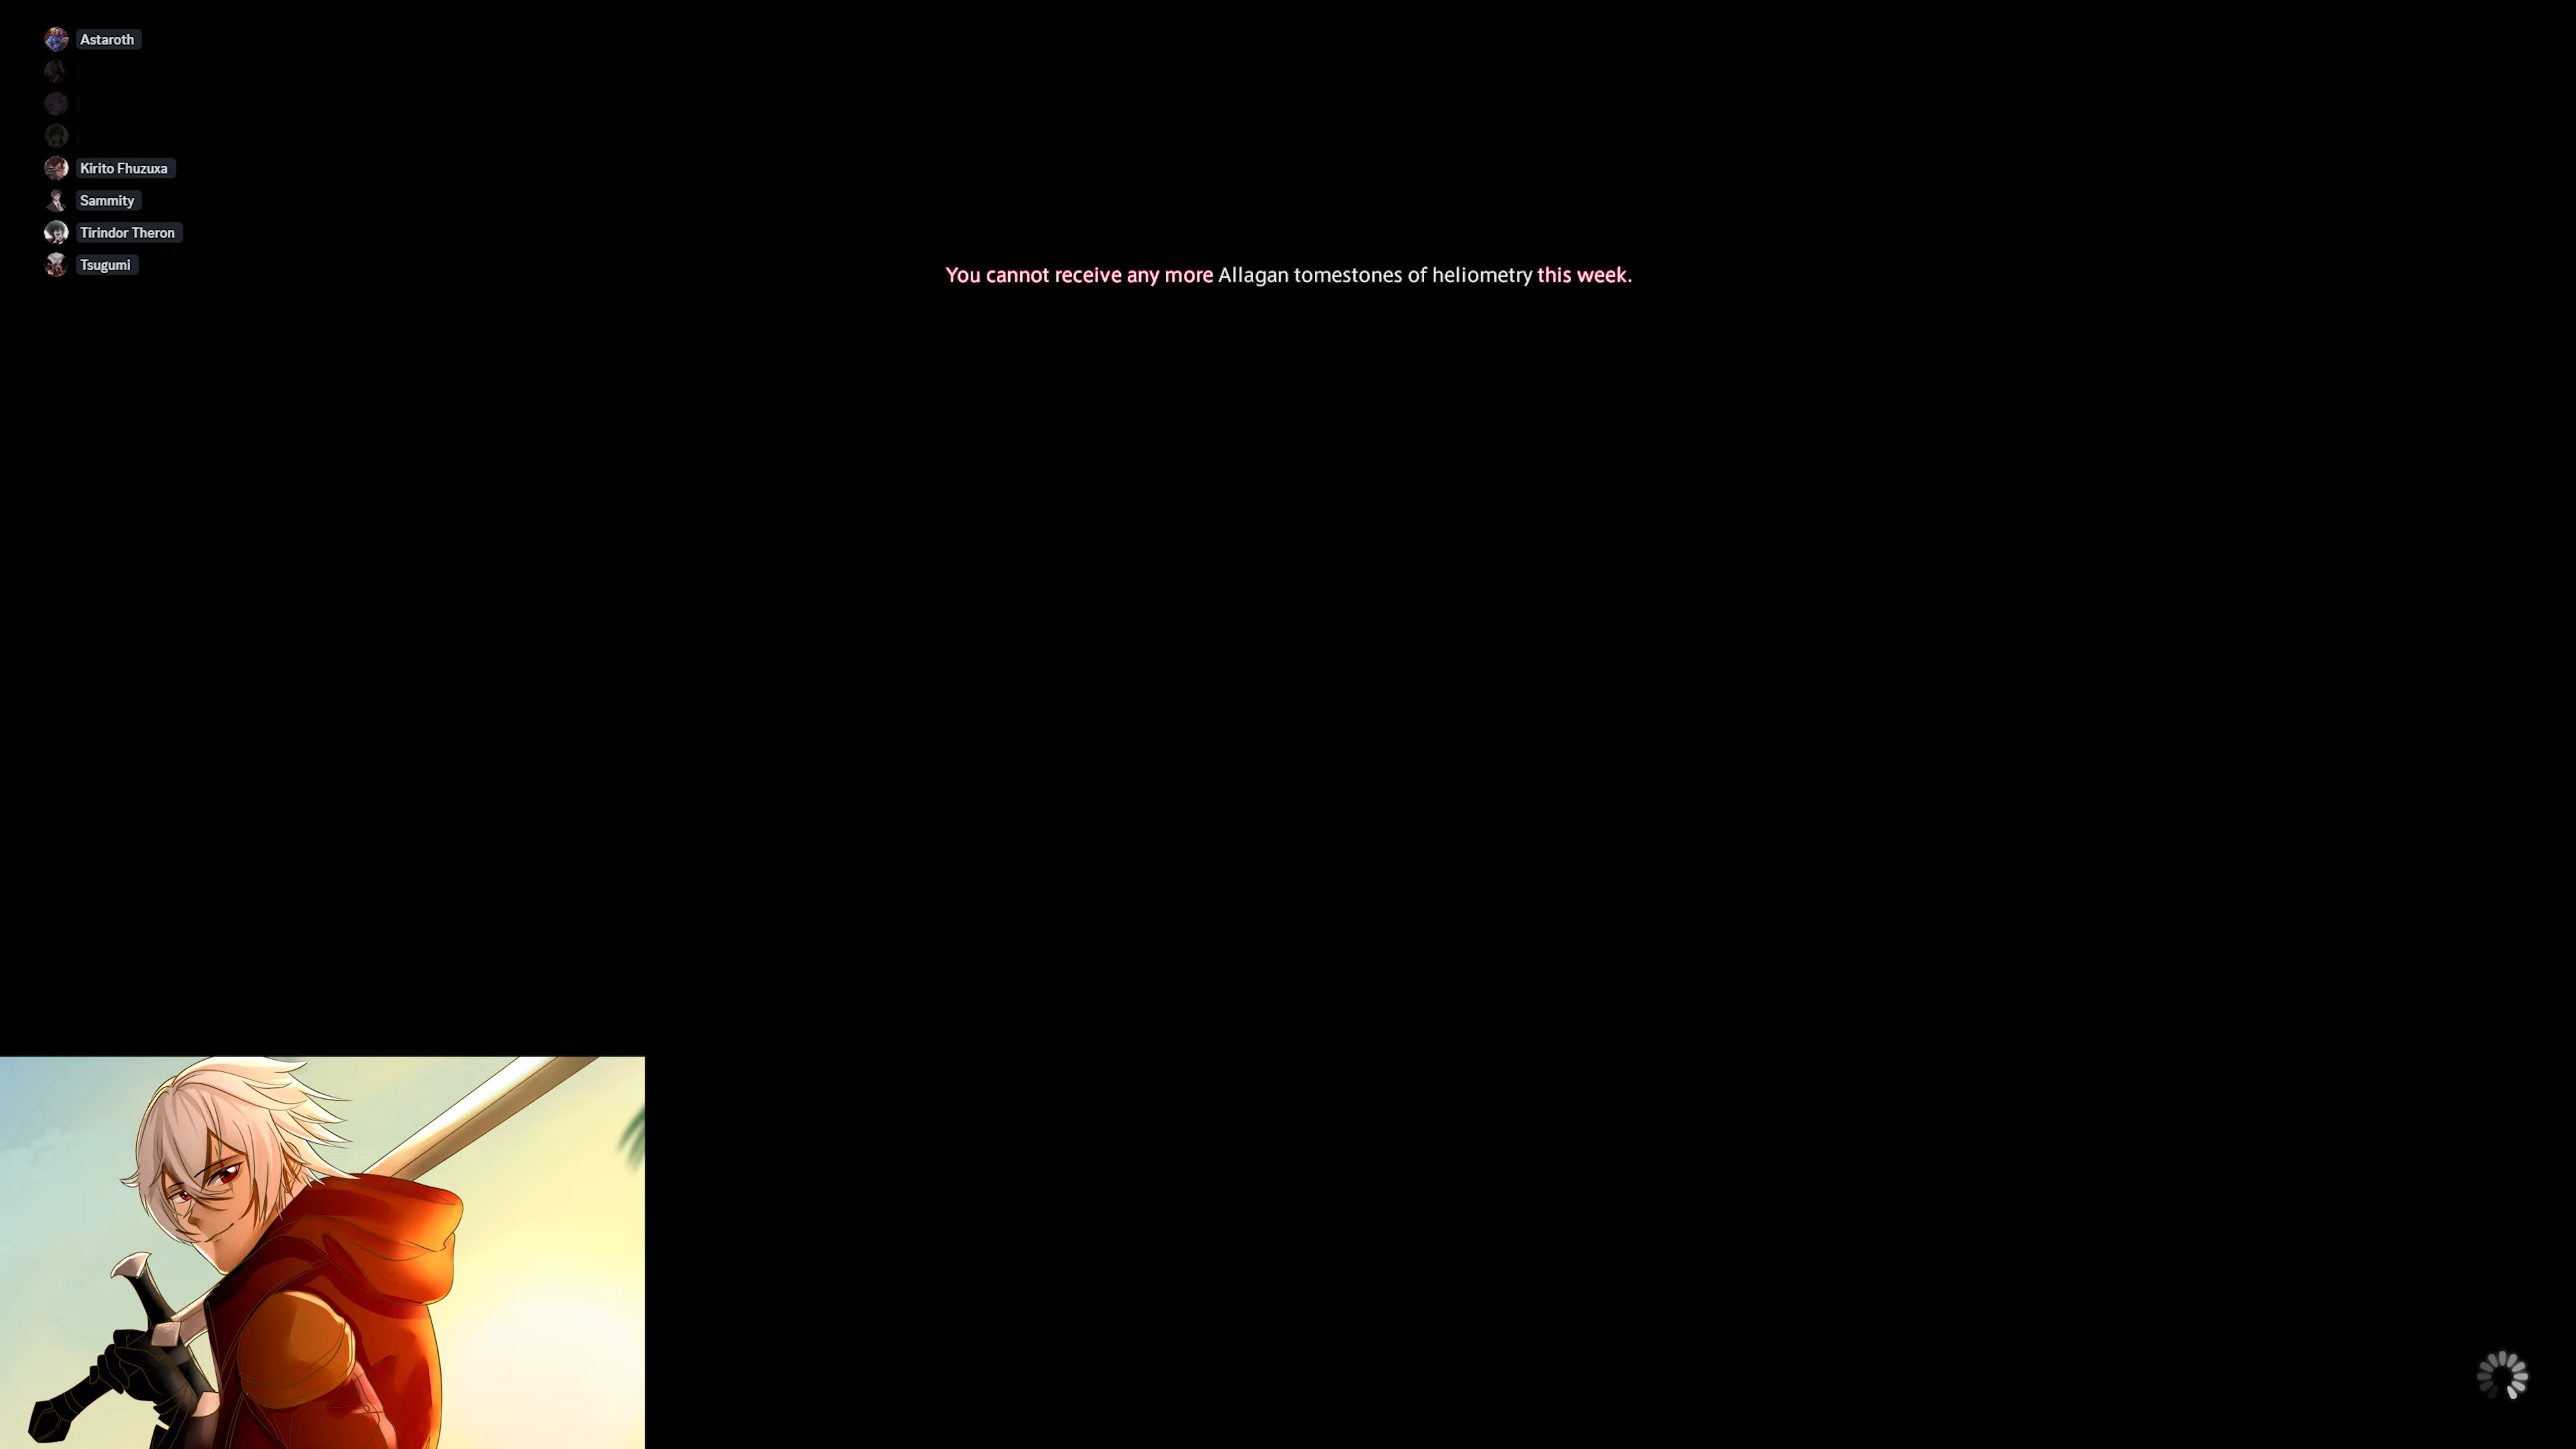 Astaroth
Kirito Fhuzuxa
Sammity
Tirindor Theron
Tsugumi
You cannot receive any more Allagan tomestones of heliometry this week.